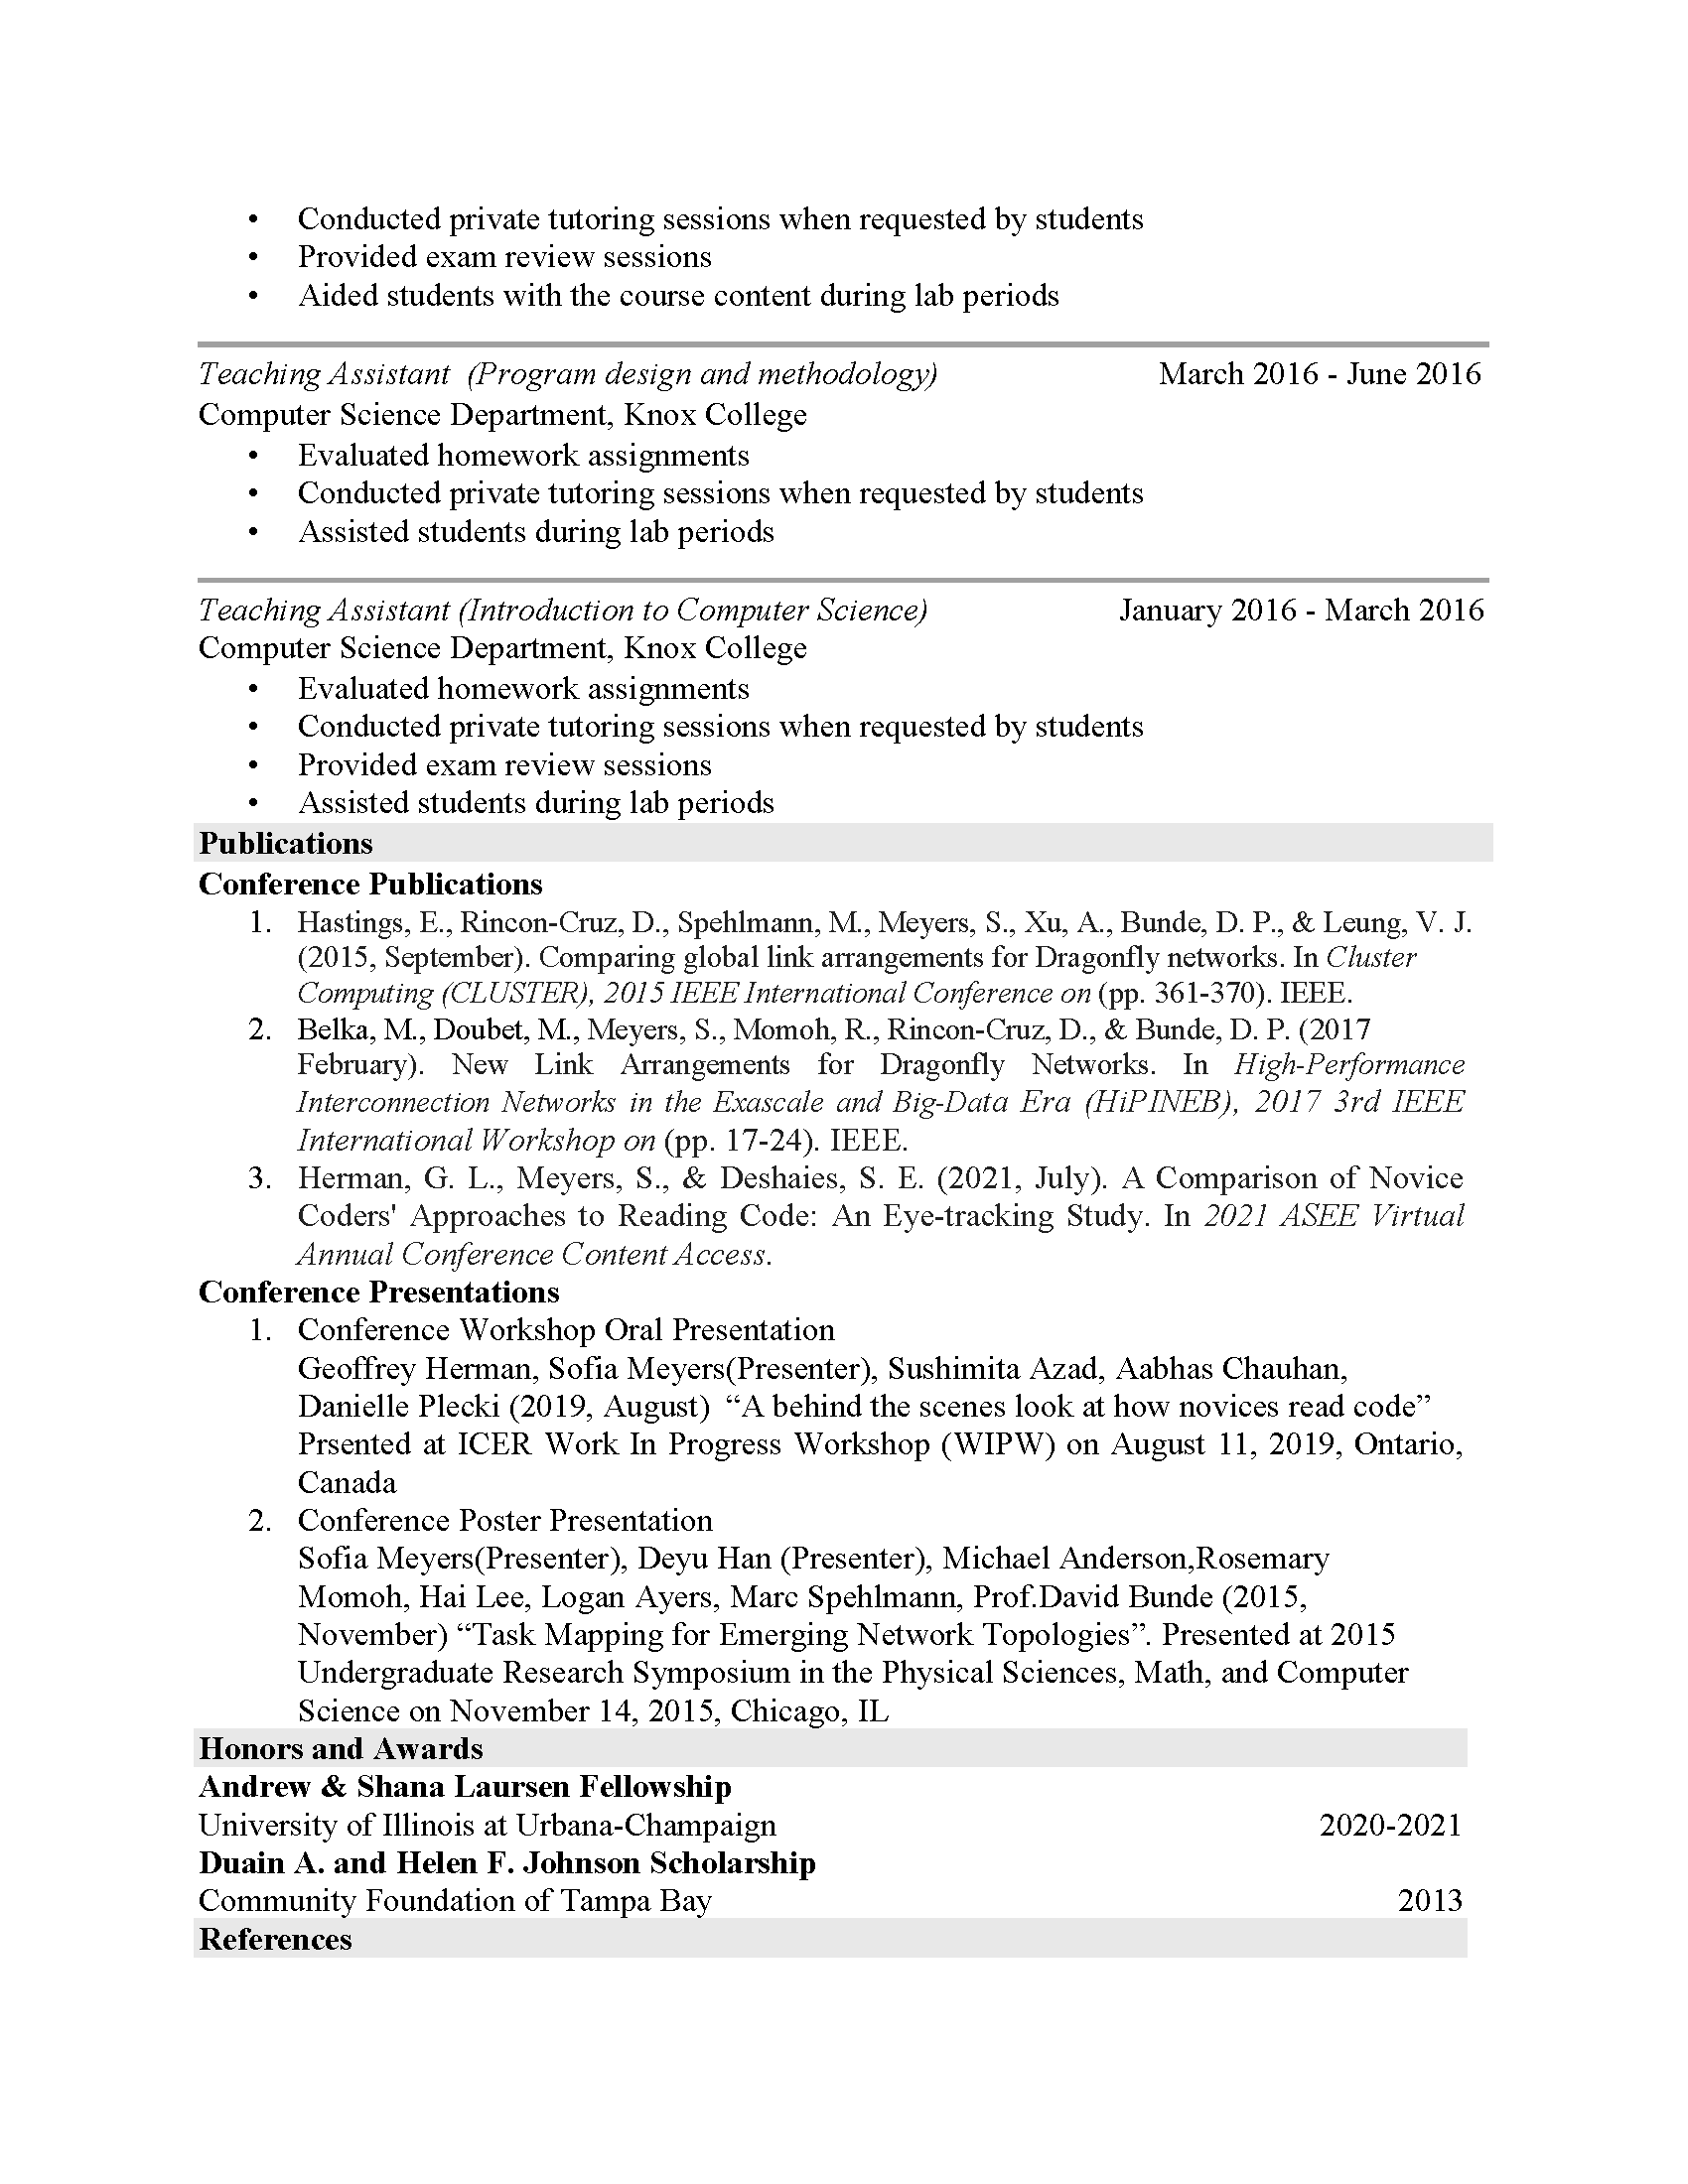 • Conducted private tutoring sessions when requested by students
• Provided exam review sessions
• Aided students with the course content during lab periods
Teaching Assistant (Program design and methodology) March 2016 - June 2016
Computer Science Department, Knox College
• Evaluated homework assignments
• Conducted private tutoring sessions when requested by students
• Assisted students during lab periods
Teaching Assistant (Introduction to Computer Science) January 2016 - March 2016
Computer Science Department, Knox College
• Evaluated homework assignments
• Conducted private tutoring sessions when requested by students
• Provided exam review sessions
• Assisted students during lab periods
Publications
Conference Publications
1. Hastings, E., Rincon-Cruz, D., Spehlmann, M., Meyers, S., Xu, A., Bunde, D. P., & Leung, V. J.
(2015, September). Comparing global link arrangements for Dragonfly networks. In Cluster
Computing (CLUSTER), 2015 IEEE International Conference on (pp. 361-370). IEEE.
2. Belka, M., Doubet, M., Meyers, S., Momoh, R., Rincon-Cruz, D., & Bunde, D. P. (2017
February). New Link Arrangements for Dragonfly Networks. In High-Performance
Interconnection Networks in the Exascale and Big-Data Era (HiPINEB), 2017 3rd IEEE
International Workshop on (pp. 17-24). IEEE.
3. Herman, G. L., Meyers, S., & Deshaies, S. E. (2021, July). A Comparison of Novice
Coders' Approaches to Reading Code: An Eye-tracking Study. In 2021 ASEE Virtual
Annual Conference Content Access.
Conference Presentations
1. Conference Workshop Oral Presentation
Geoffrey Herman, Sofia Meyers(Presenter), Sushimita Azad, Aabhas Chauhan,
Danielle Plecki (2019, August) “A behind the scenes look at how novices read code”
Prsented at ICER Work In Progress Workshop (WIPW) on August 11, 2019, Ontario,
Canada
2. Conference Poster Presentation
Sofia Meyers(Presenter), Deyu Han (Presenter), Michael Anderson,Rosemary
Momoh, Hai Lee, Logan Ayers, Marc Spehlmann, Prof.David Bunde (2015,
November) “Task Mapping for Emerging Network Topologies”. Presented at 2015
Undergraduate Research Symposium in the Physical Sciences, Math, and Computer
Science on November 14, 2015, Chicago, IL
Honors and Awards
Andrew & Shana Laursen Fellowship
University of Illinois at Urbana-Champaign 2020-2021
Duain A. and Helen F. Johnson Scholarship
Community Foundation of Tampa Bay 2013
References